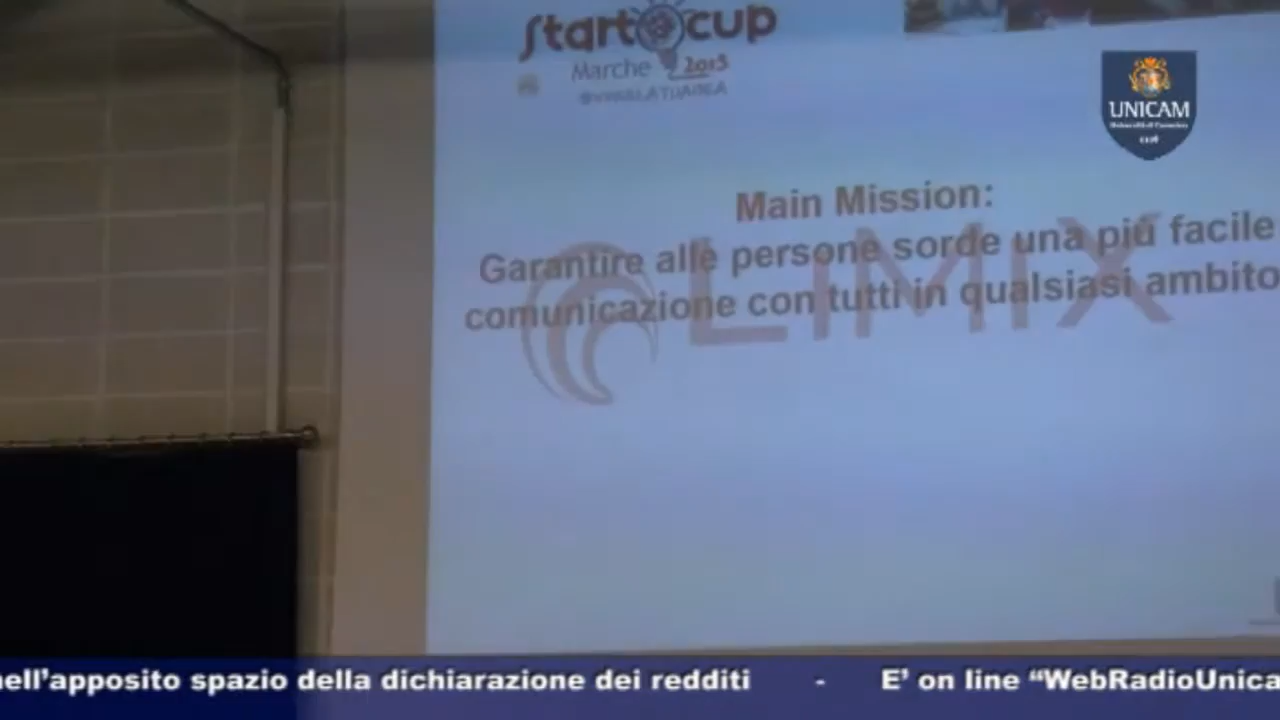 Start cup
Marche 2015
UNICAM
Main Mission:
Garantire alle persone sorde una più facile
comunicazione con tutti in qualsiasi ambito
LIMIX
nell'apposito spazio della dichiarazione dei redditi - E' on line “WebRadioUnica